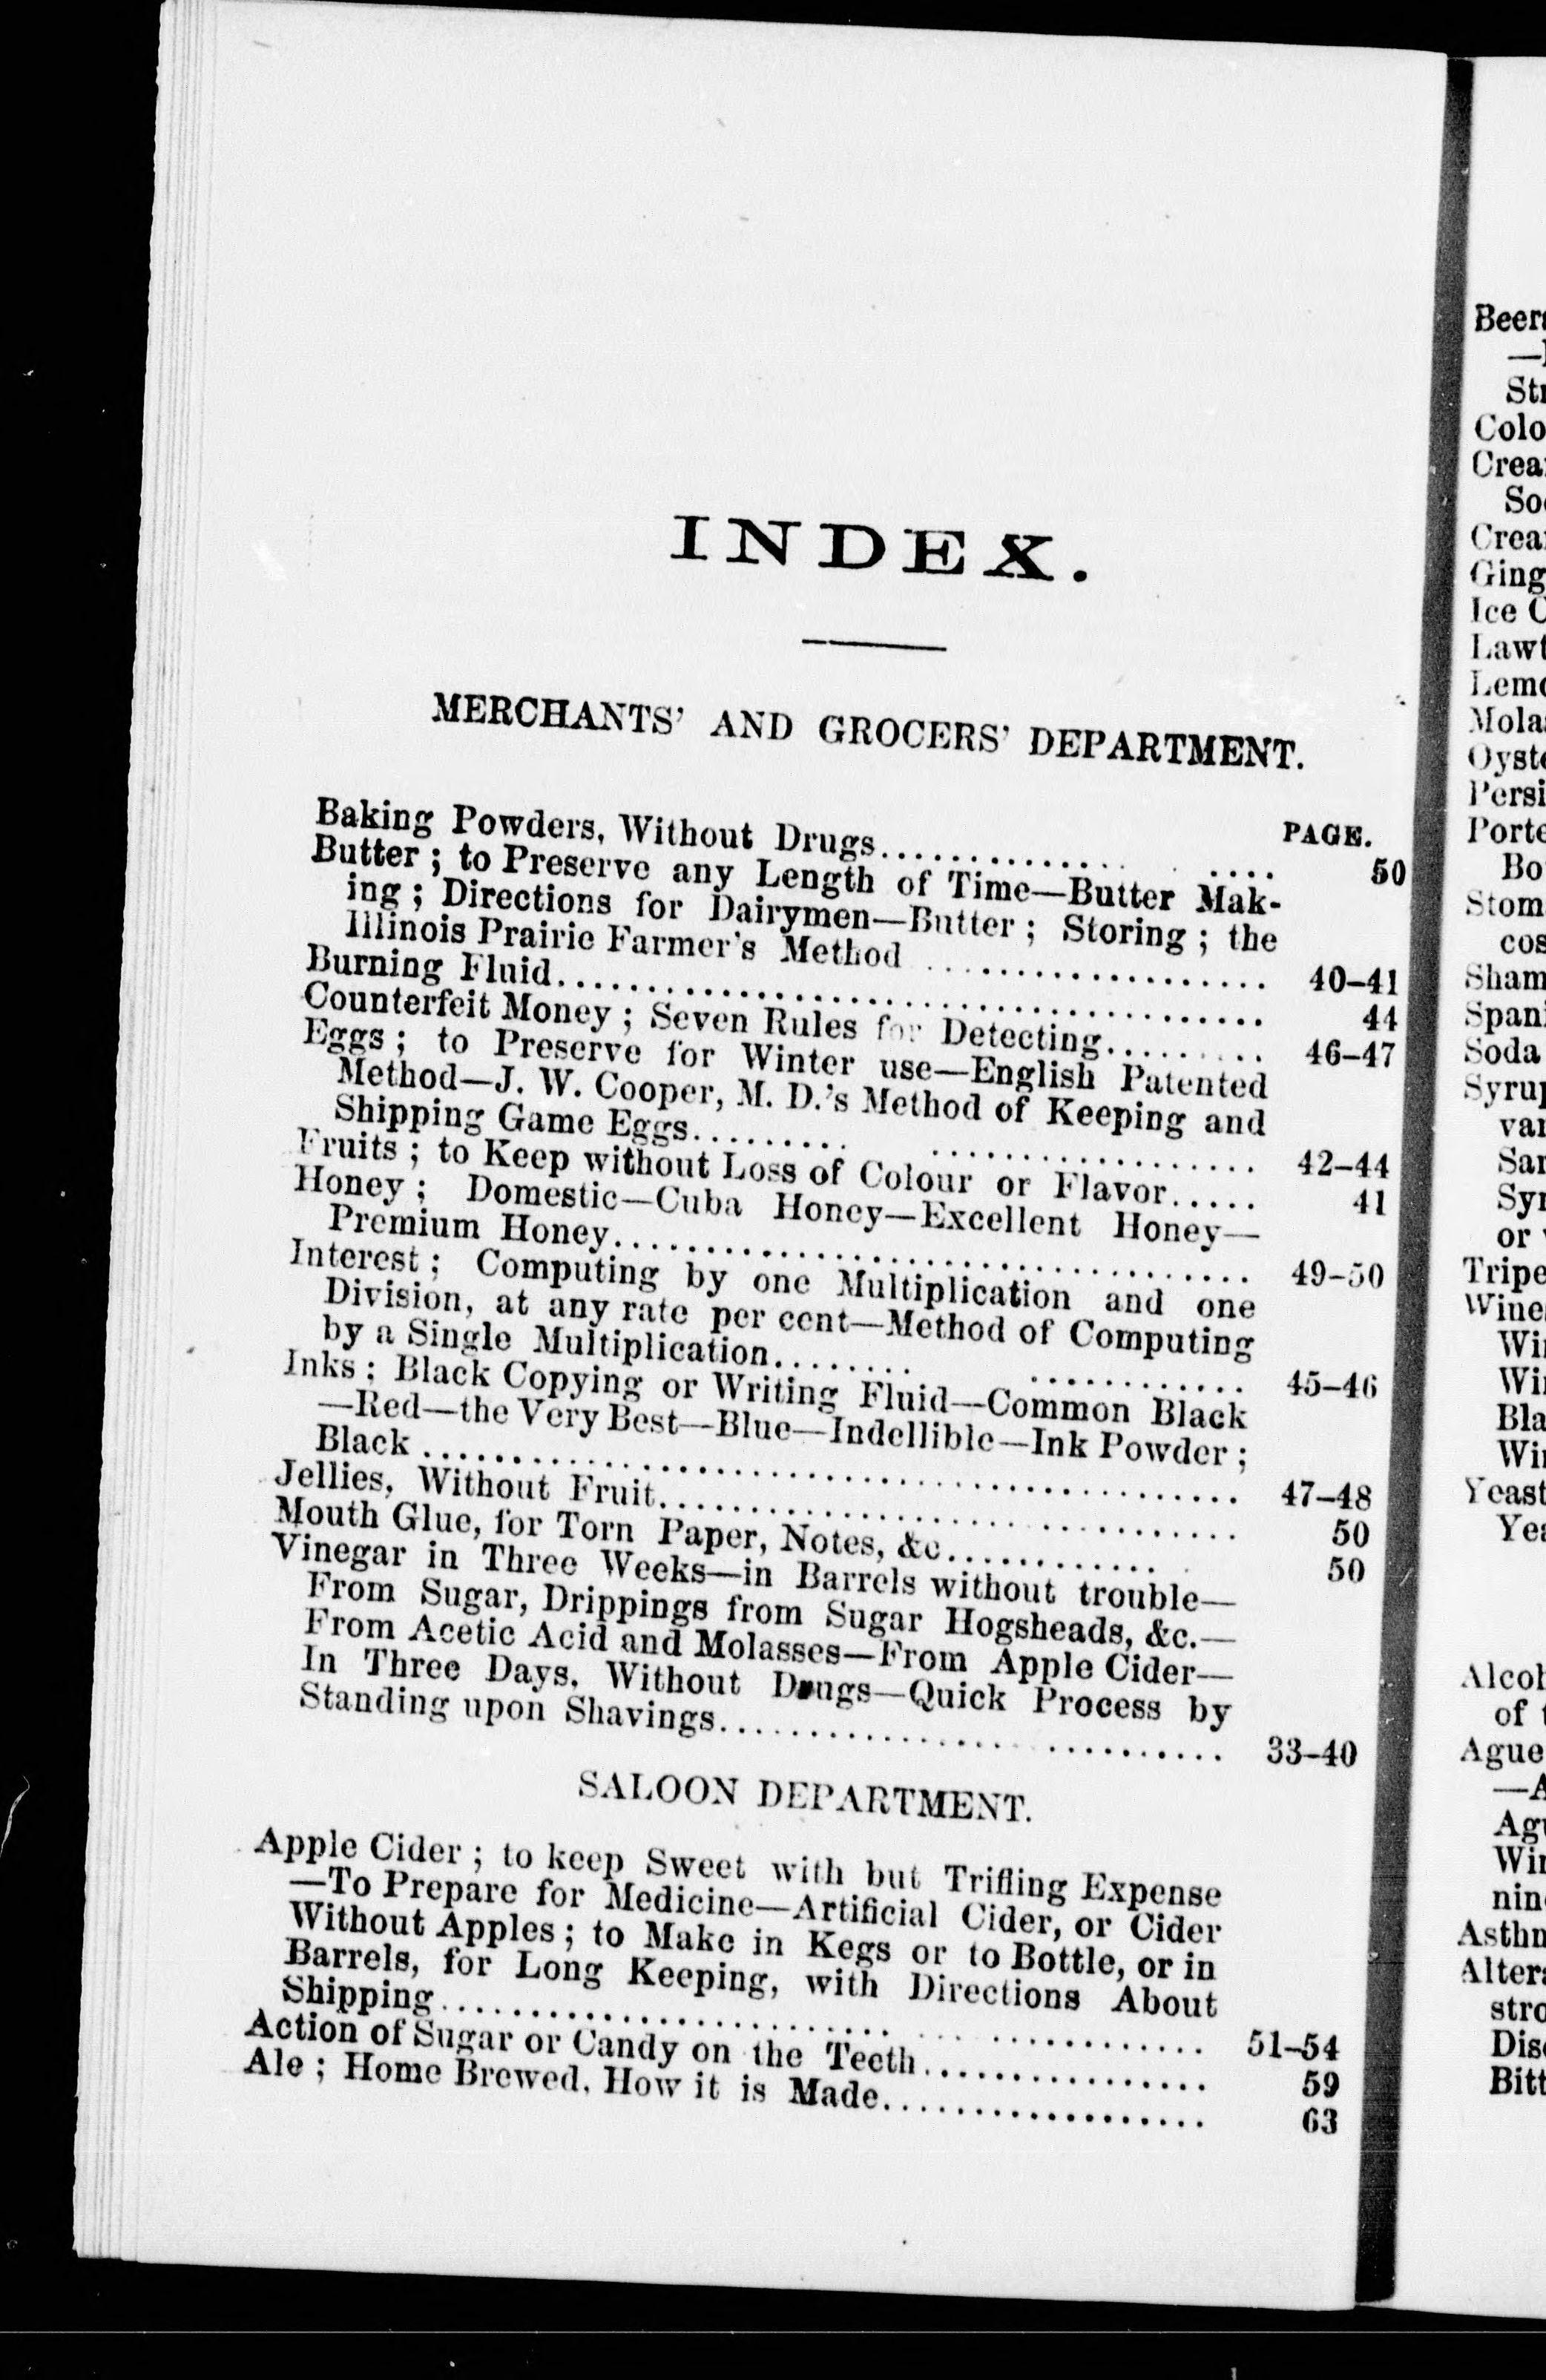 INDEX.
MERCHANTS' AND GROCERS' DEPARTMENT.
PAGE.
Baking Powders, Without Drugs.................. 50
Butter ; to Preserve any Length of Time—Butter Mak-
ing ; Directions for Dairymen—Butter ; Storing ; the
Illinois Prairie Farmer's Method .................. 40-41
Burning Fluid.................. 44
Counterfeit Money ; Seven Rules for Detecting......... 46-47
Eggs ; to Preserve for Winter use—English Patented
Method—J. W. Cooper, M. D.'s Method of Keeping and
Shipping Game Eggs.................. 42-44
Fruits ; to Keep without Loss of Colour or Flavor..... 41
Honey ; Domestic—Cuba Honey—Excellent Honey—
Premium Honey.................. 49-50
Interest ; Computing by one Multiplication and one
Division, at any rate per cent—Method of Computing
by a Single Multiplication.................. 45-46
Inks ; Black Copying or Writing Fluid—Common Black
—Red—the Very Best—Blue—Indellible—Ink Powder ;
Black .................. 47-48
Jellies, Without Fruit.................. 50
Mouth Glue, for Torn Paper, Notes, &c............. 50
Vinegar in Three Weeks—in Barrels without trouble—
From Sugar, Drippings from Sugar Hogsheads, &c.—
From Acetic Acid and Molasses—From Apple Cider—
In Three Days, Without Drugs—Quick Process by
Standing upon Shavings.................. 33-40
SALOON DEPARTMENT.
Apple Cider ; to keep Sweet with but Trifling Expense
—To Prepare for Medicine—Artificial Cider, or Cider
Without Apples ; to Make in Kegs or to Bottle, or in
Barrels, for Long Keeping, with Directions About
Shipping.................. 51-54
Action of Sugar or Candy on the Teeth................ 59
Ale ; Home Brewed, How it is Made.................. 63